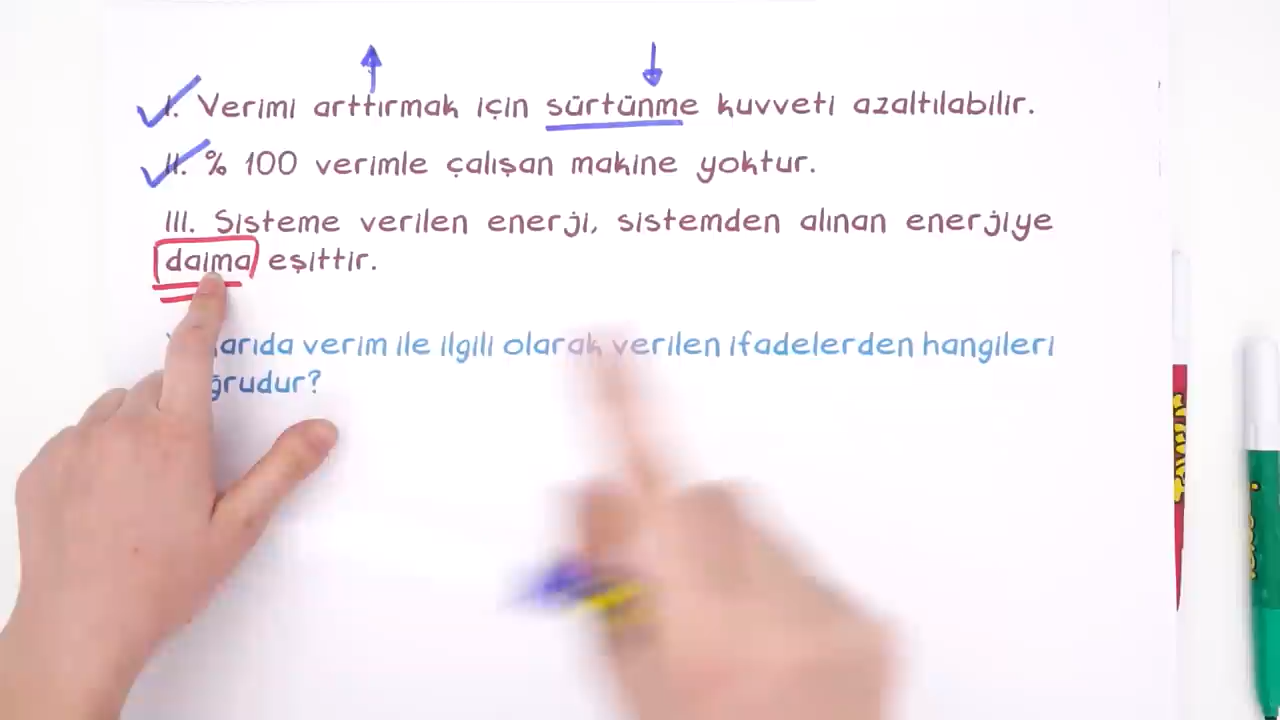 I. Verimi arttırmak için sürtünme kuvveti azaltılabilir.
II. % 100 verimle çalışan makine yoktur.
III. Sisteme verilen enerji, sistemden alınan enerjiye
daima eşittir.
verim ile ilgili olarak verilen ifadelerden hangileri